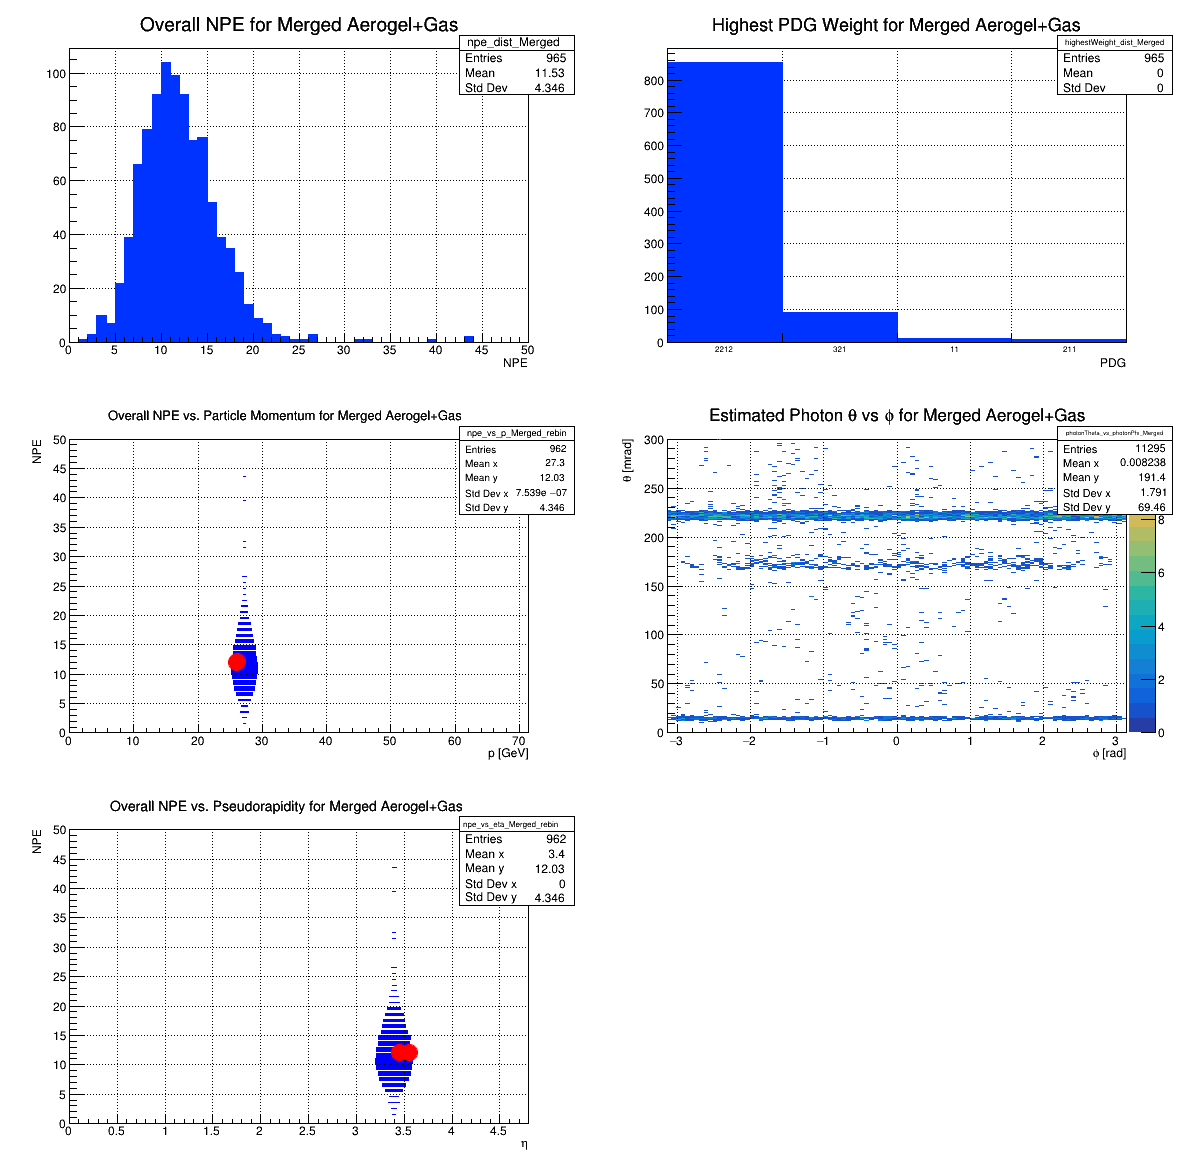 Overall NPE for Merged Aerogel+Gas
npe_dist_Merged
Entries 965
Mean 11.53
Std Dev 4.346
100
80
60
40
20
0
0 5 10 15 20 25 30 35 40 45 50
NPE
Highest PDG Weight for Merged Aerogel+Gas
highestWeight_dist_Merged
Entries 965
Mean 0
Std Dev 0
800
700
600
500
400
300
200
100
0
2212 321 11 211
PDG
Overall NPE vs. Particle Momentum for Merged Aerogel+Gas
npe_vs_p_Merged_rebin
Entries 962
Mean x 27.3
Mean y 12.03
Std Dev x 7.539e −07
Std Dev y 4.346
NPE
50
45
40
35
30
25
20
15
10
5
0
0 10 20 30 40 50 60 70
p [GeV]
Estimated Photon θ vs ϕ for Merged Aerogel+Gas
photonTheta_vs_photonPhi_Merged
Entries 11295
Mean x 0.008238
Mean y 191.4
Std Dev x 1.791
Std Dev y 69.46
θ [mrad]
300
250
200
150
100
50
0
−3 −2 −1 0 1 2 3
ϕ [rad]
8
6
4
2
0
Overall NPE vs. Pseudorapidity for Merged Aerogel+Gas
npe_vs_eta_Merged_rebin
Entries 962
Mean x 3.4
Mean y 12.03
Std Dev x 0
Std Dev y 4.346
NPE
50
45
40
35
30
25
20
15
10
5
0
0 0.5 1 1.5 2 2.5 3 3.5 4 4.5
η